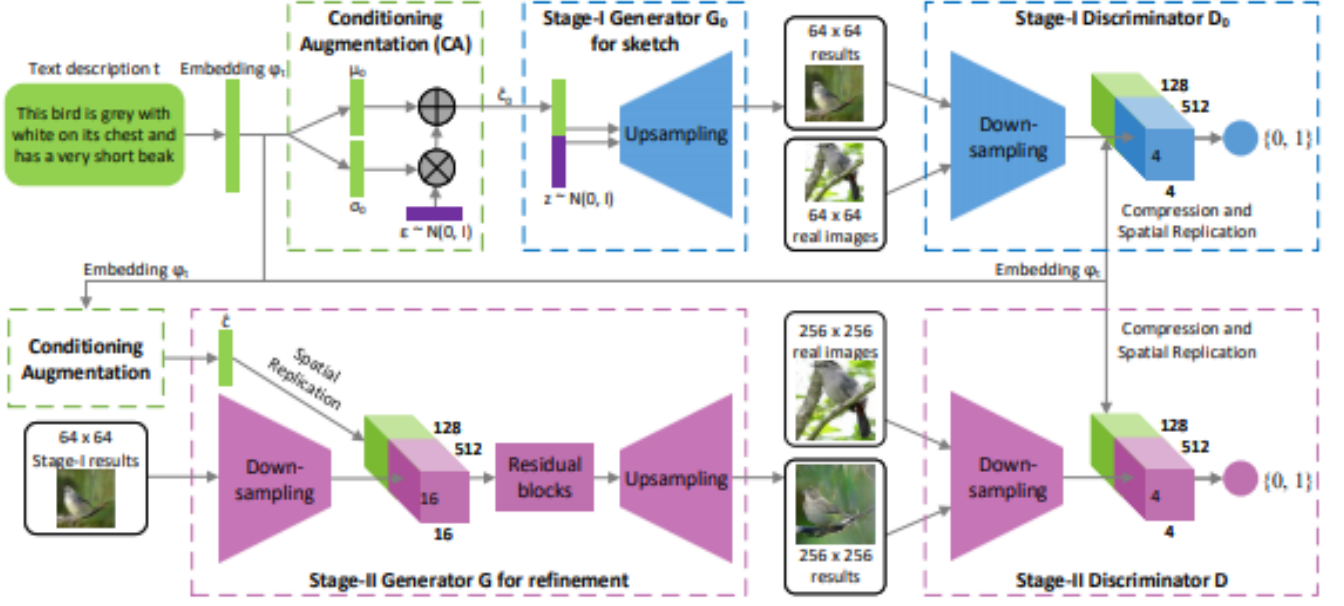 Text description t
This bird is grey with
white on its chest and
has a very short beak
Embedding φₜ
Conditioning
Augmentation (CA)
μ₀
σ₀
ε ~ N(0, I)
ĉ₀
Stage-I Generator G₀
for sketch
Upsampling
z ~ N(0, I)
64 x 64
results
64 x 64
real images
Stage-I Discriminator D₀
Down-
sampling
128
512
4
4
{0, 1}
Compression and
Spatial Replication
Embedding φₜ
Embedding φₜ
Conditioning
Augmentation
64 x 64
Stage-I results
ĉ
Spatial
Replication
Down-
sampling
128
512
16
16
Residual
blocks
Upsampling
Stage-II Generator G for refinement
256 x 256
real images
256 x 256
results
Compression and
Spatial Replication
Down-
sampling
128
512
4
4
{0, 1}
Stage-II Discriminator D